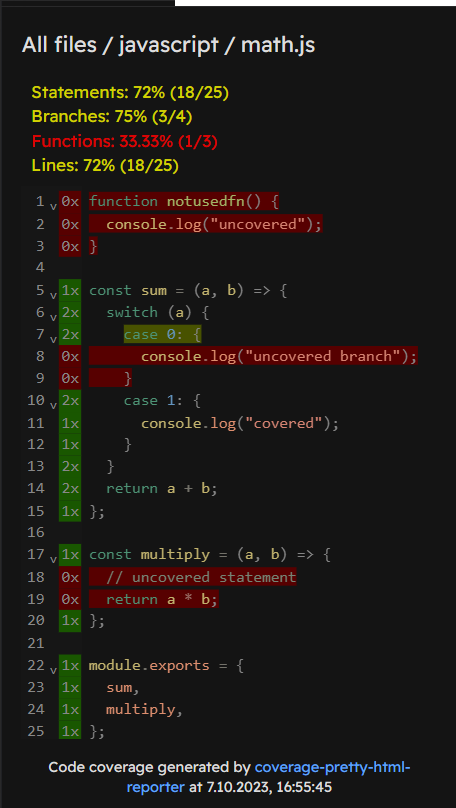 All files / javascript / math.js
Statements: 72% (18/25)
Branches: 75% (3/4)
Functions: 33.33% (1/3)
Lines: 72% (18/25)
1 v 0x function notusedfn() {
2 0x   console.log("uncovered");
3 0x }
4
5 v 1x const sum = (a, b) => {
6 v 2x   switch (a) {
7 v 2x     case 0: {
8 0x       console.log("uncovered branch");
9 0x     }
10 v 2x     case 1: {
11 1x       console.log("covered");
12 1x     }
13 2x   }
14 2x   return a + b;
15 1x };
16
17 v 1x const multiply = (a, b) => {
18 0x   // uncovered statement
19 0x   return a * b;
20 1x };
21
22 v 1x module.exports = {
23 1x   sum,
24 1x   multiply,
25 1x };
Code coverage generated by coverage-pretty-html-
reporter at 7.10.2023, 16:55:45